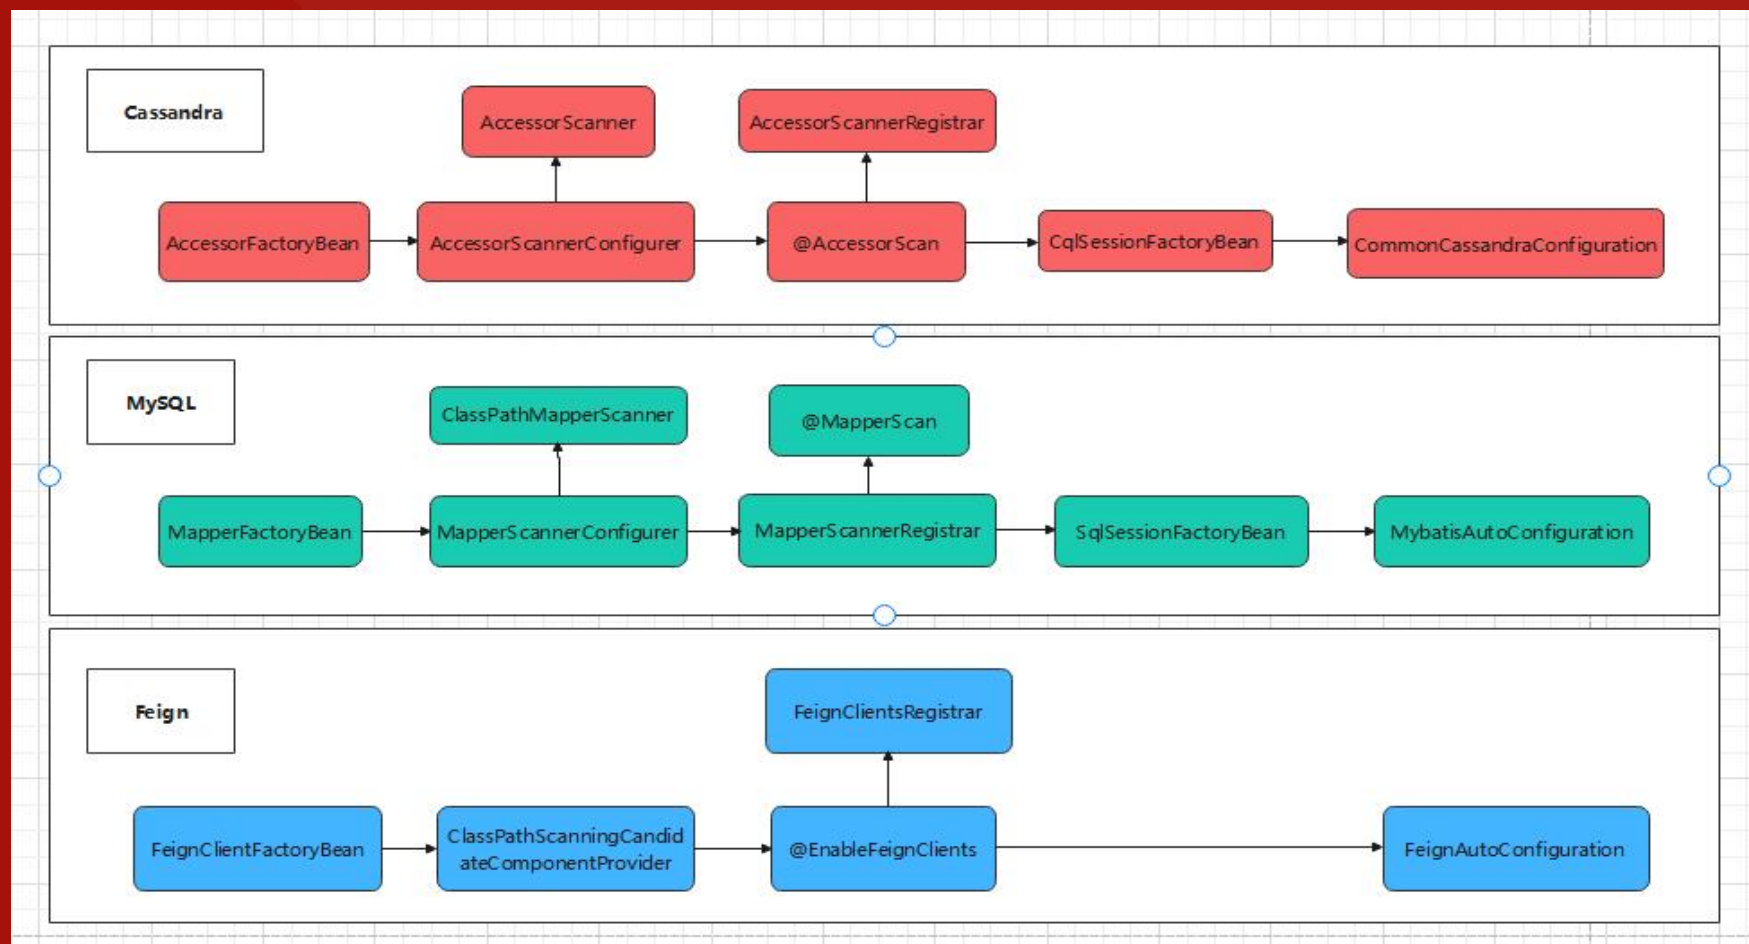 Cassandra
AccessorScanner
AccessorScannerRegistrar
AccessorFactoryBean
AccessorScannerConfigurer
@AccessorScan
CqlSessionFactoryBean
CommonCassandraConfiguration
MySQL
ClassPathMapperScanner
@MapperScan
MapperFactoryBean
MapperScannerConfigurer
MapperScannerRegistrar
SqlSessionFactoryBean
MybatisAutoConfiguration
Feign
FeignClientsRegistrar
FeignClientFactoryBean
ClassPathScanningCandid
ateComponentProvider
@EnableFeignClients
FeignAutoConfiguration